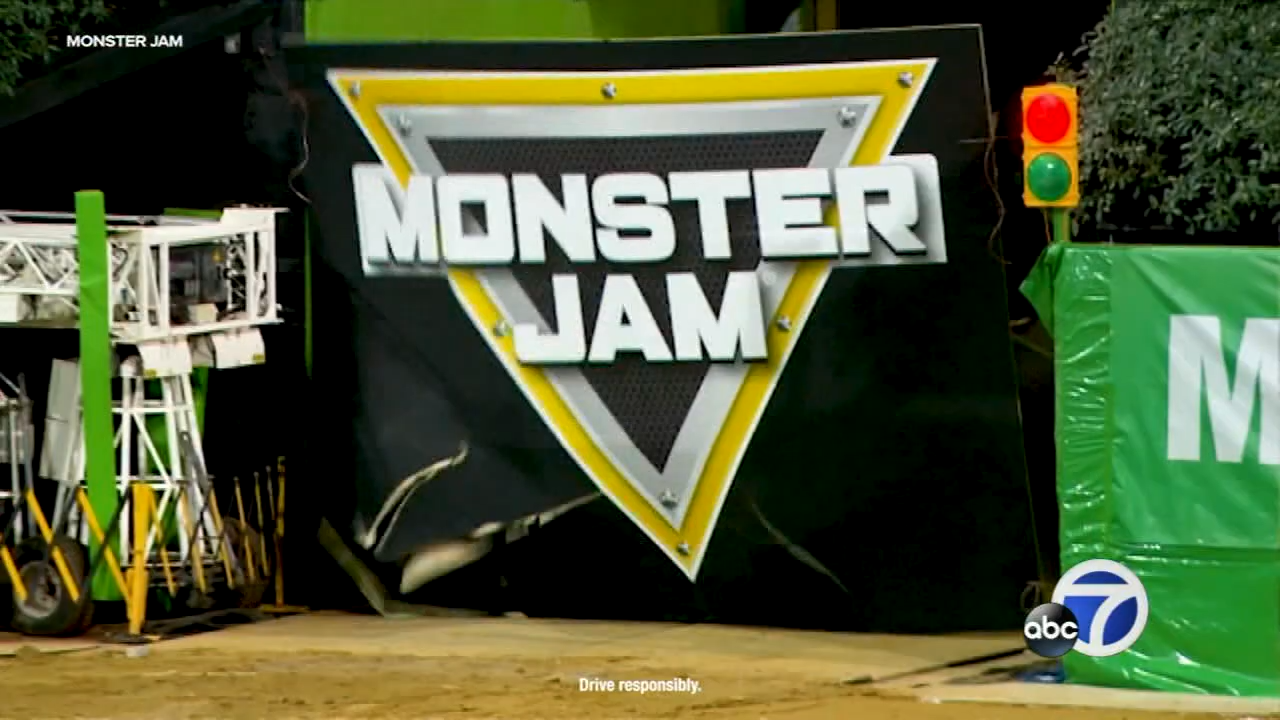 MONSTER JAM
MONSTER
JAM
M
abc 7
Drive responsibly.